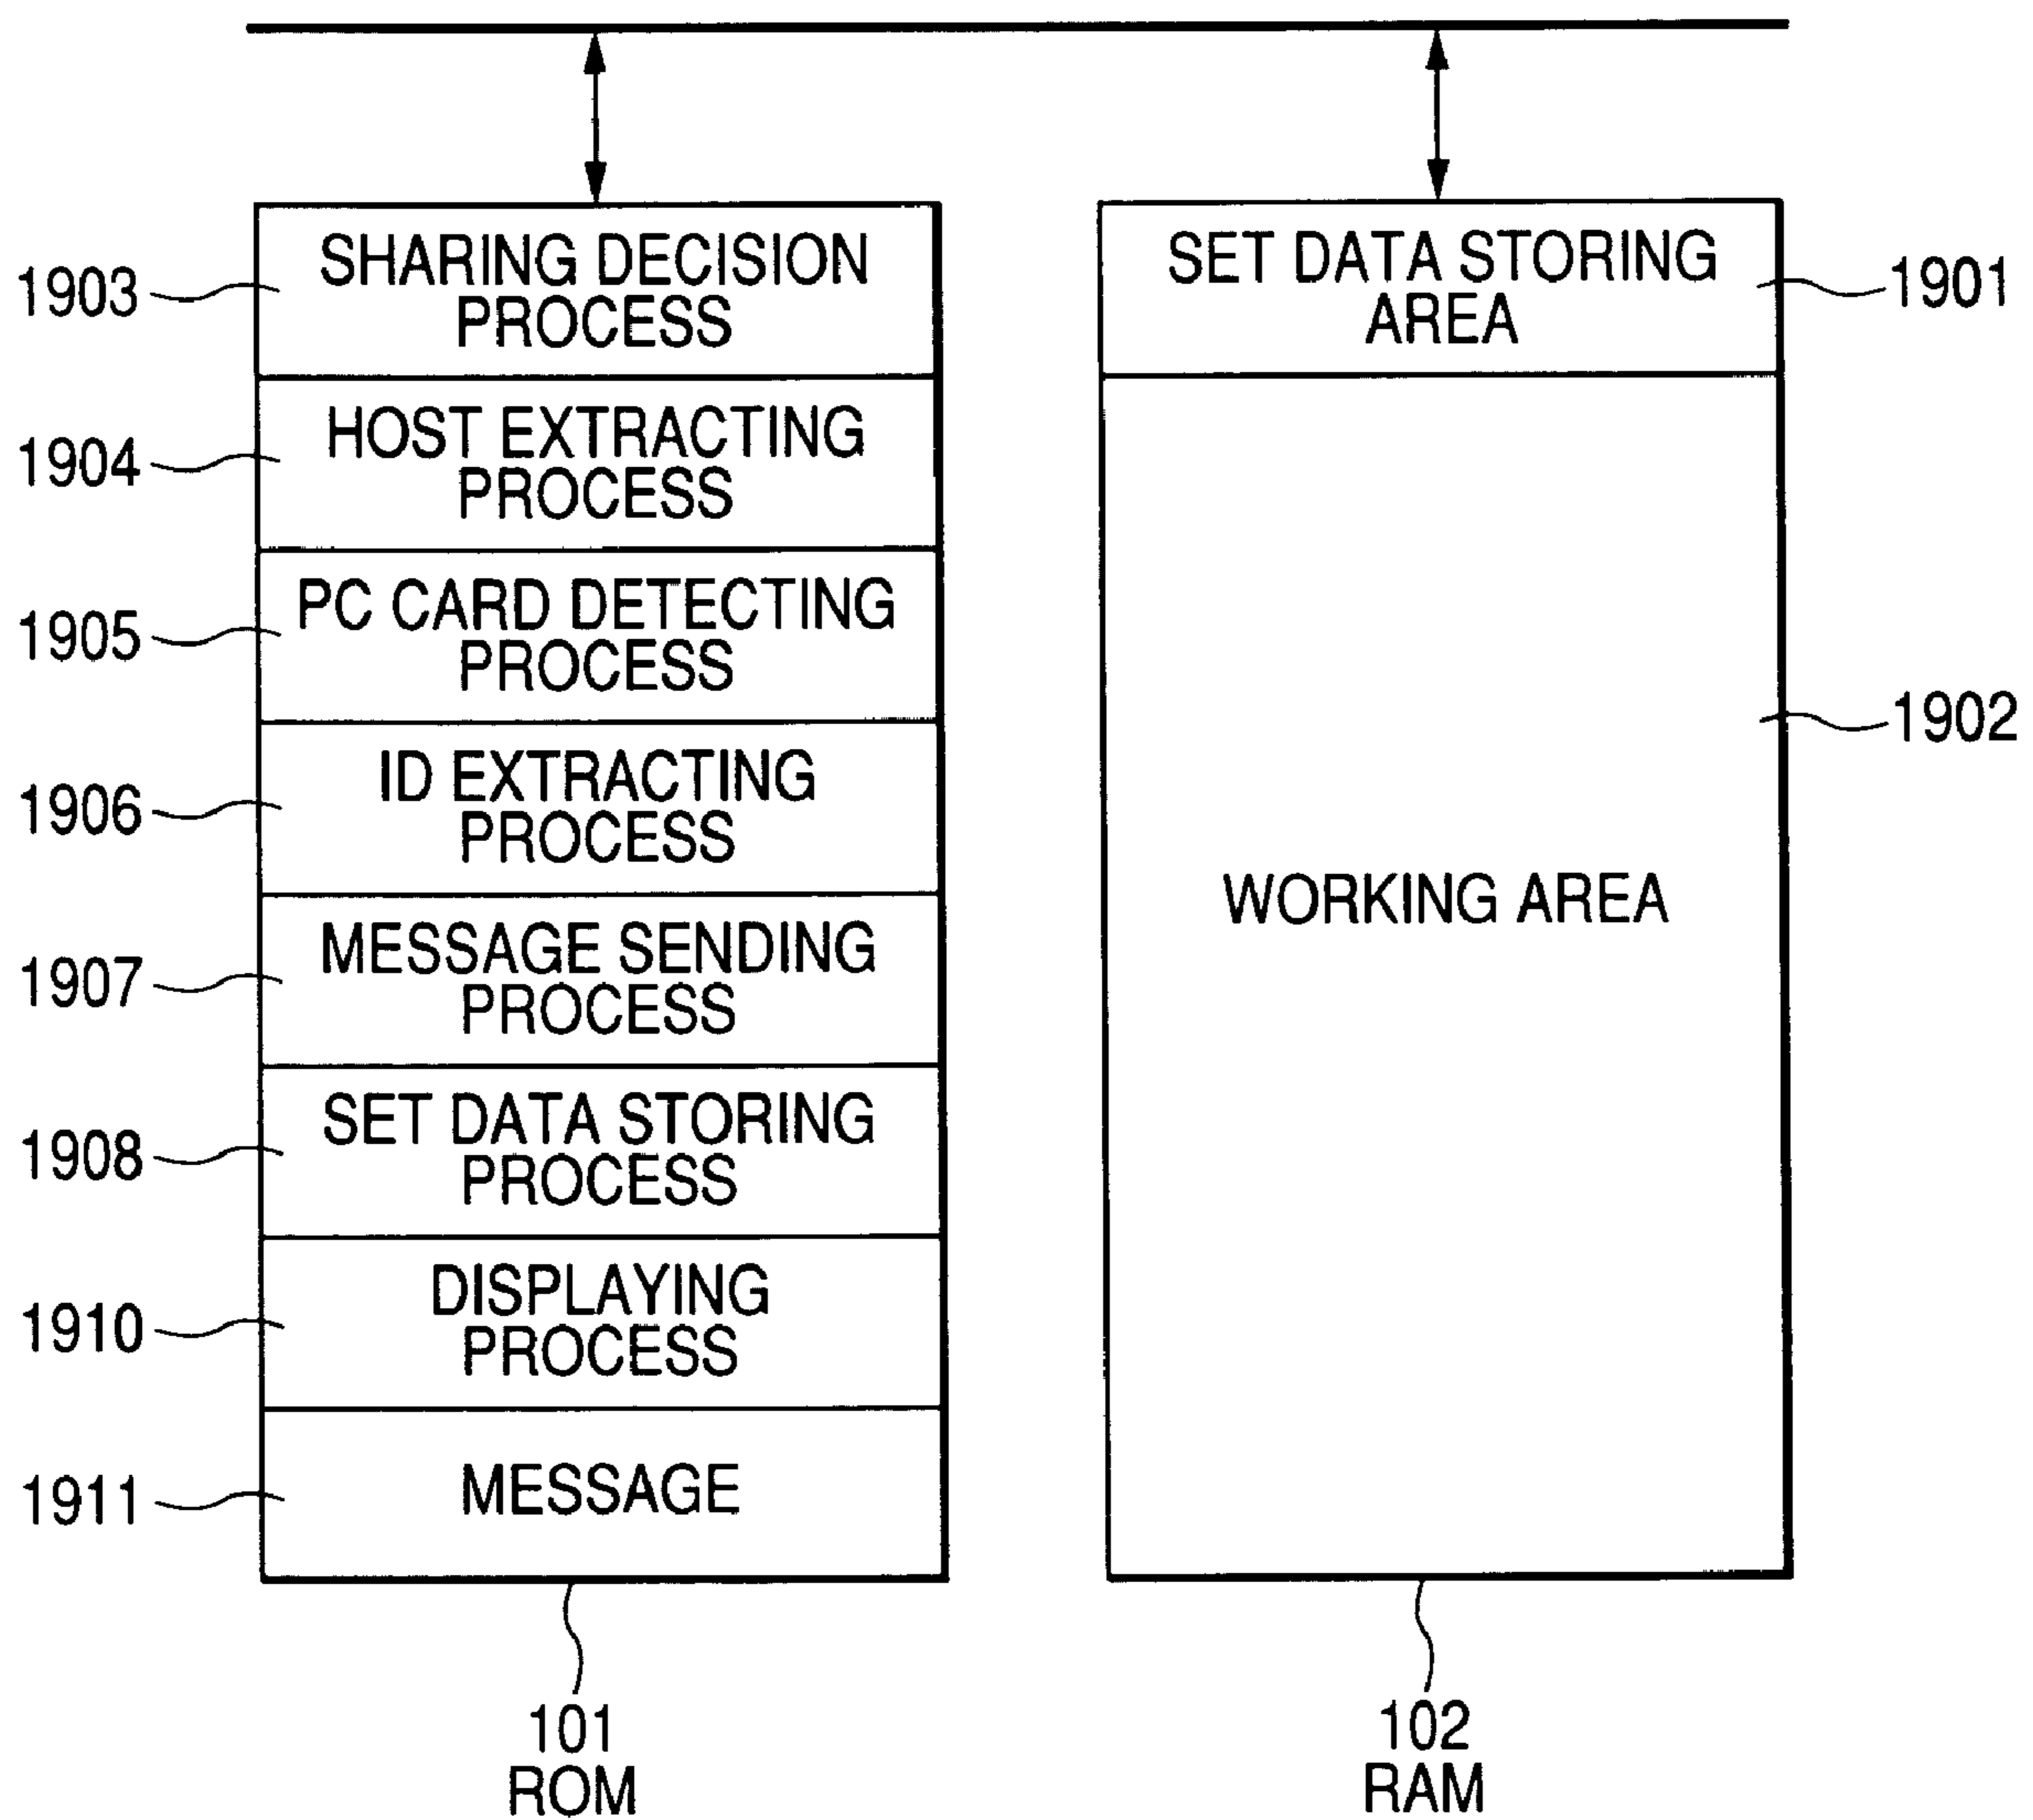 1903
SHARING DECISION
PROCESS
1904
HOST EXTRACTING
PROCESS
1905
PC CARD DETECTING
PROCESS
1906
ID EXTRACTING
PROCESS
1907
MESSAGE SENDING
PROCESS
1908
SET DATA STORING
PROCESS
1910
DISPLAYING
PROCESS
1911
MESSAGE
101
ROM
SET DATA STORING
AREA
1901
1902
WORKING AREA
102
RAM